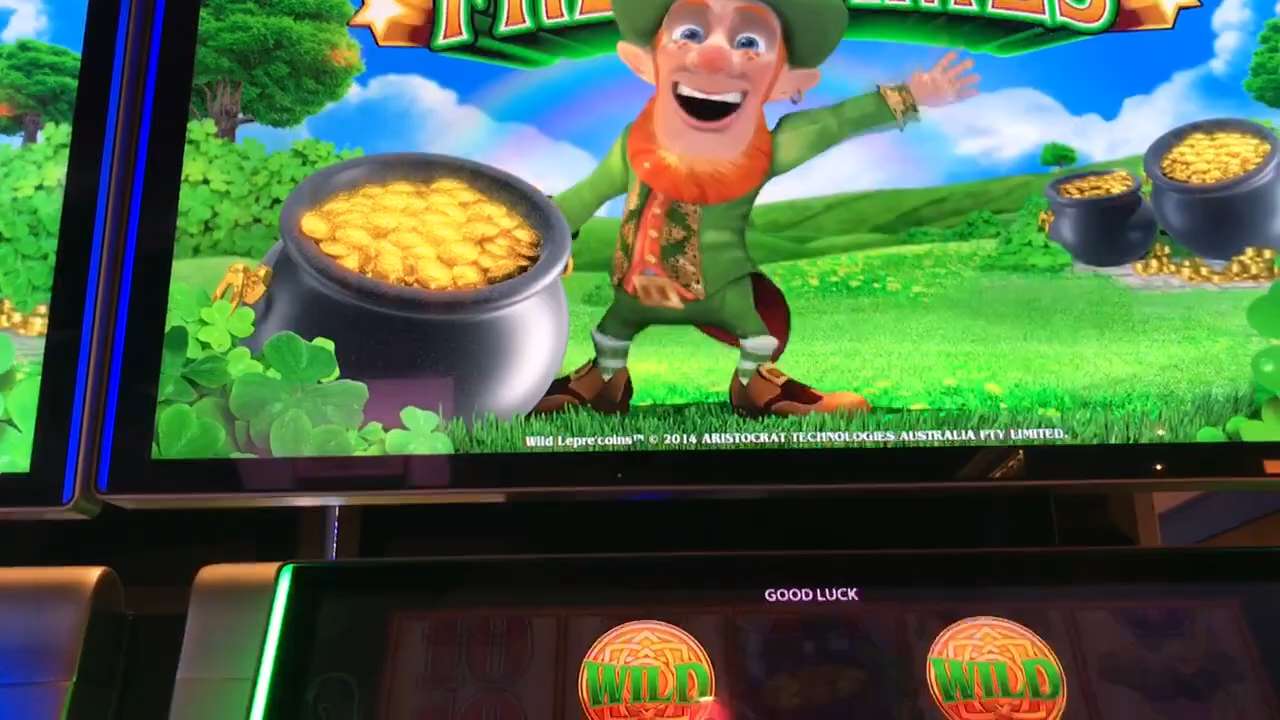 Wild Lepre'coins™ © 2014 ARISTOCRAT TECHNOLOGIES AUSTRALIA PTY LIMITED.
GOOD LUCK
WILD WILD